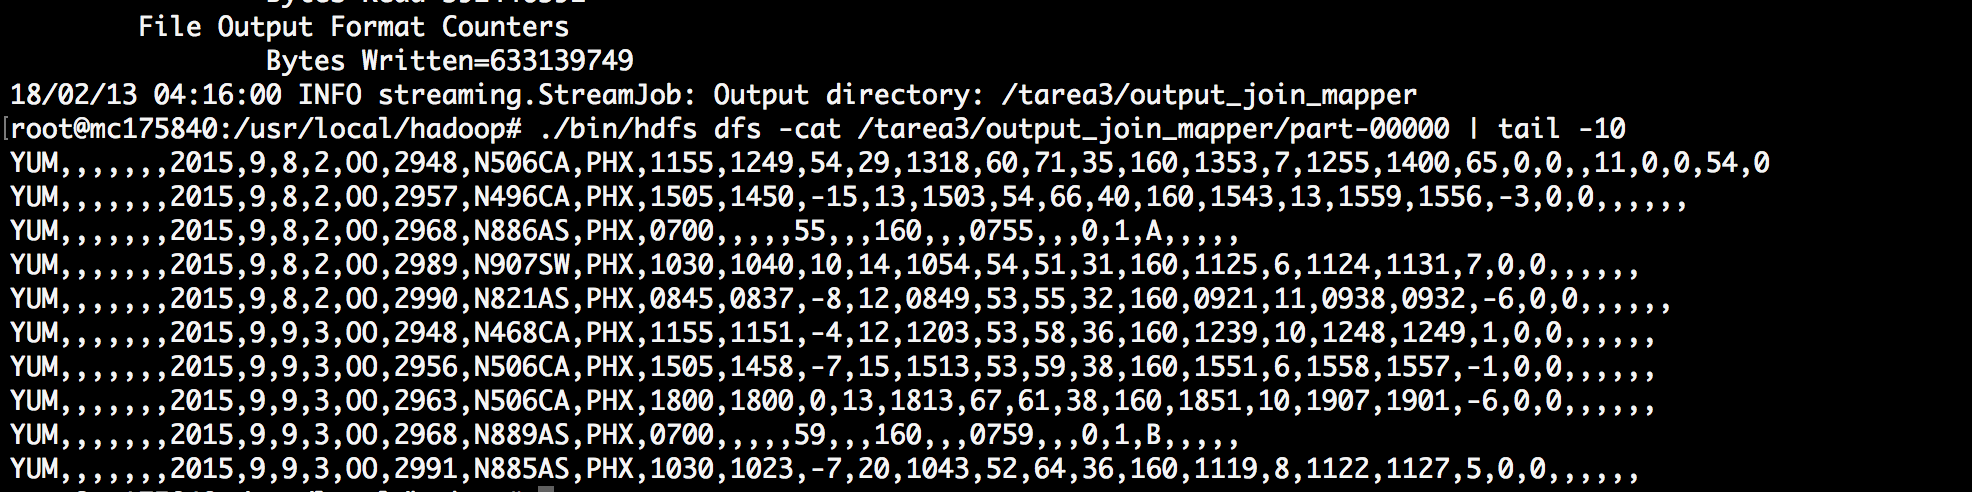 File Output Format Counters
Bytes Written=633139749
18/02/13 04:16:00 INFO streaming.StreamJob: Output directory: /tarea3/output_join_mapper
[root@mc175840:/usr/local/hadoop# ./bin/hdfs dfs -cat /tarea3/output_join_mapper/part-00000 | tail -10
YUM,,,,,,,2015,9,8,2,OO,2948,N506CA,PHX,1155,1249,54,29,1318,60,71,35,160,1353,7,1255,1400,65,0,0,,11,0,0,54,0
YUM,,,,,,,2015,9,8,2,OO,2957,N496CA,PHX,1505,1450,-15,13,1503,54,66,40,160,1543,13,1559,1556,-3,0,0,,,,,,
YUM,,,,,,,2015,9,8,2,OO,2968,N886AS,PHX,0700,,,,,55,,,160,,,0755,,,0,1,A,,,,,
YUM,,,,,,,2015,9,8,2,OO,2989,N907SW,PHX,1030,1040,10,14,1054,54,51,31,160,1125,6,1124,1131,7,0,0,,,,,,
YUM,,,,,,,2015,9,8,2,OO,2990,N821AS,PHX,0845,0837,-8,12,0849,53,55,32,160,0921,11,0938,0932,-6,0,0,,,,,,
YUM,,,,,,,2015,9,9,3,OO,2948,N468CA,PHX,1155,1151,-4,12,1203,53,58,36,160,1239,10,1248,1249,1,0,0,,,,,,
YUM,,,,,,,2015,9,9,3,OO,2956,N506CA,PHX,1505,1458,-7,15,1513,53,59,38,160,1551,6,1558,1557,-1,0,0,,,,,,
YUM,,,,,,,2015,9,9,3,OO,2963,N506CA,PHX,1800,1800,0,13,1813,67,61,38,160,1851,10,1907,1901,-6,0,0,,,,,,
YUM,,,,,,,2015,9,9,3,OO,2968,N889AS,PHX,0700,,,,,59,,,160,,,0759,,,0,1,B,,,,,
YUM,,,,,,,2015,9,9,3,OO,2991,N885AS,PHX,1030,1023,-7,20,1043,52,64,36,160,1119,8,1122,1127,5,0,0,,,,,,